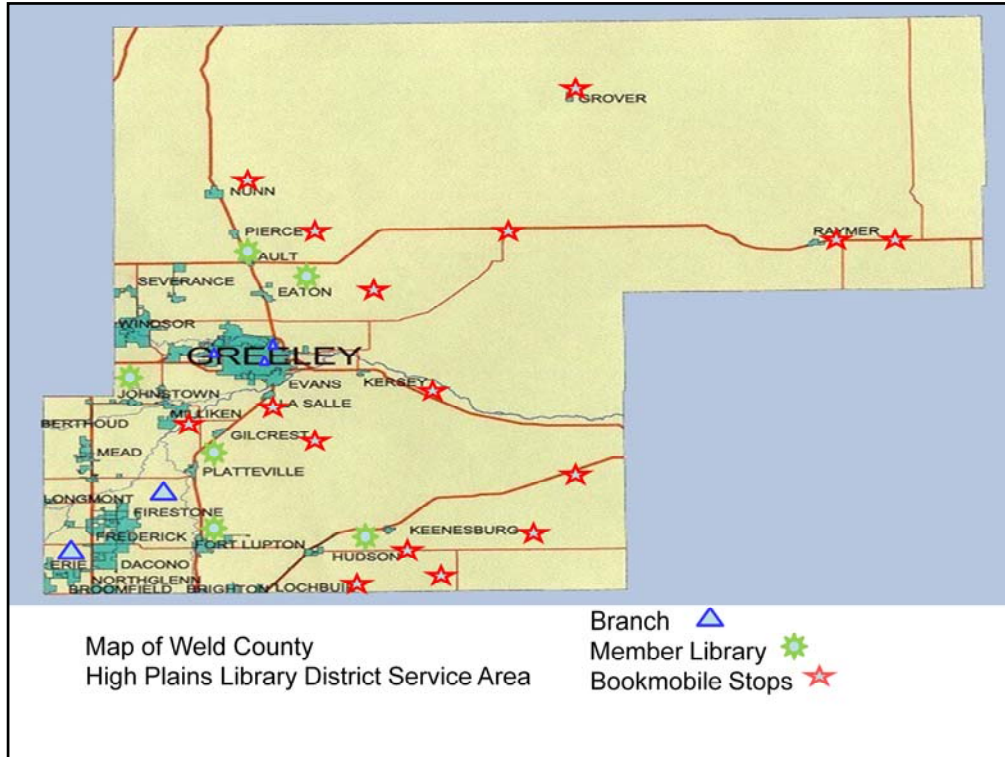 GROVER
NUNN
PIERCE
RAYMER
AULT
SEVERANCE
EATON
WINDSOR
GREELEY
EVANS
KERSEY
JOHNSTOWN
LA SALLE
MILLIKEN
BERTHOUD
GILCREST
MEAD
PLATTEVILLE
LONGMONT
FIRESTONE
KEENESBURG
FREDERICK
FORT LUPTON
HUDSON
ERIE
DACONO
NORTHGLENN
BROOMFIELD
BRIGHTON
LOCHBUI
Map of Weld County
High Plains Library District Service Area
Branch
Member Library
Bookmobile Stops